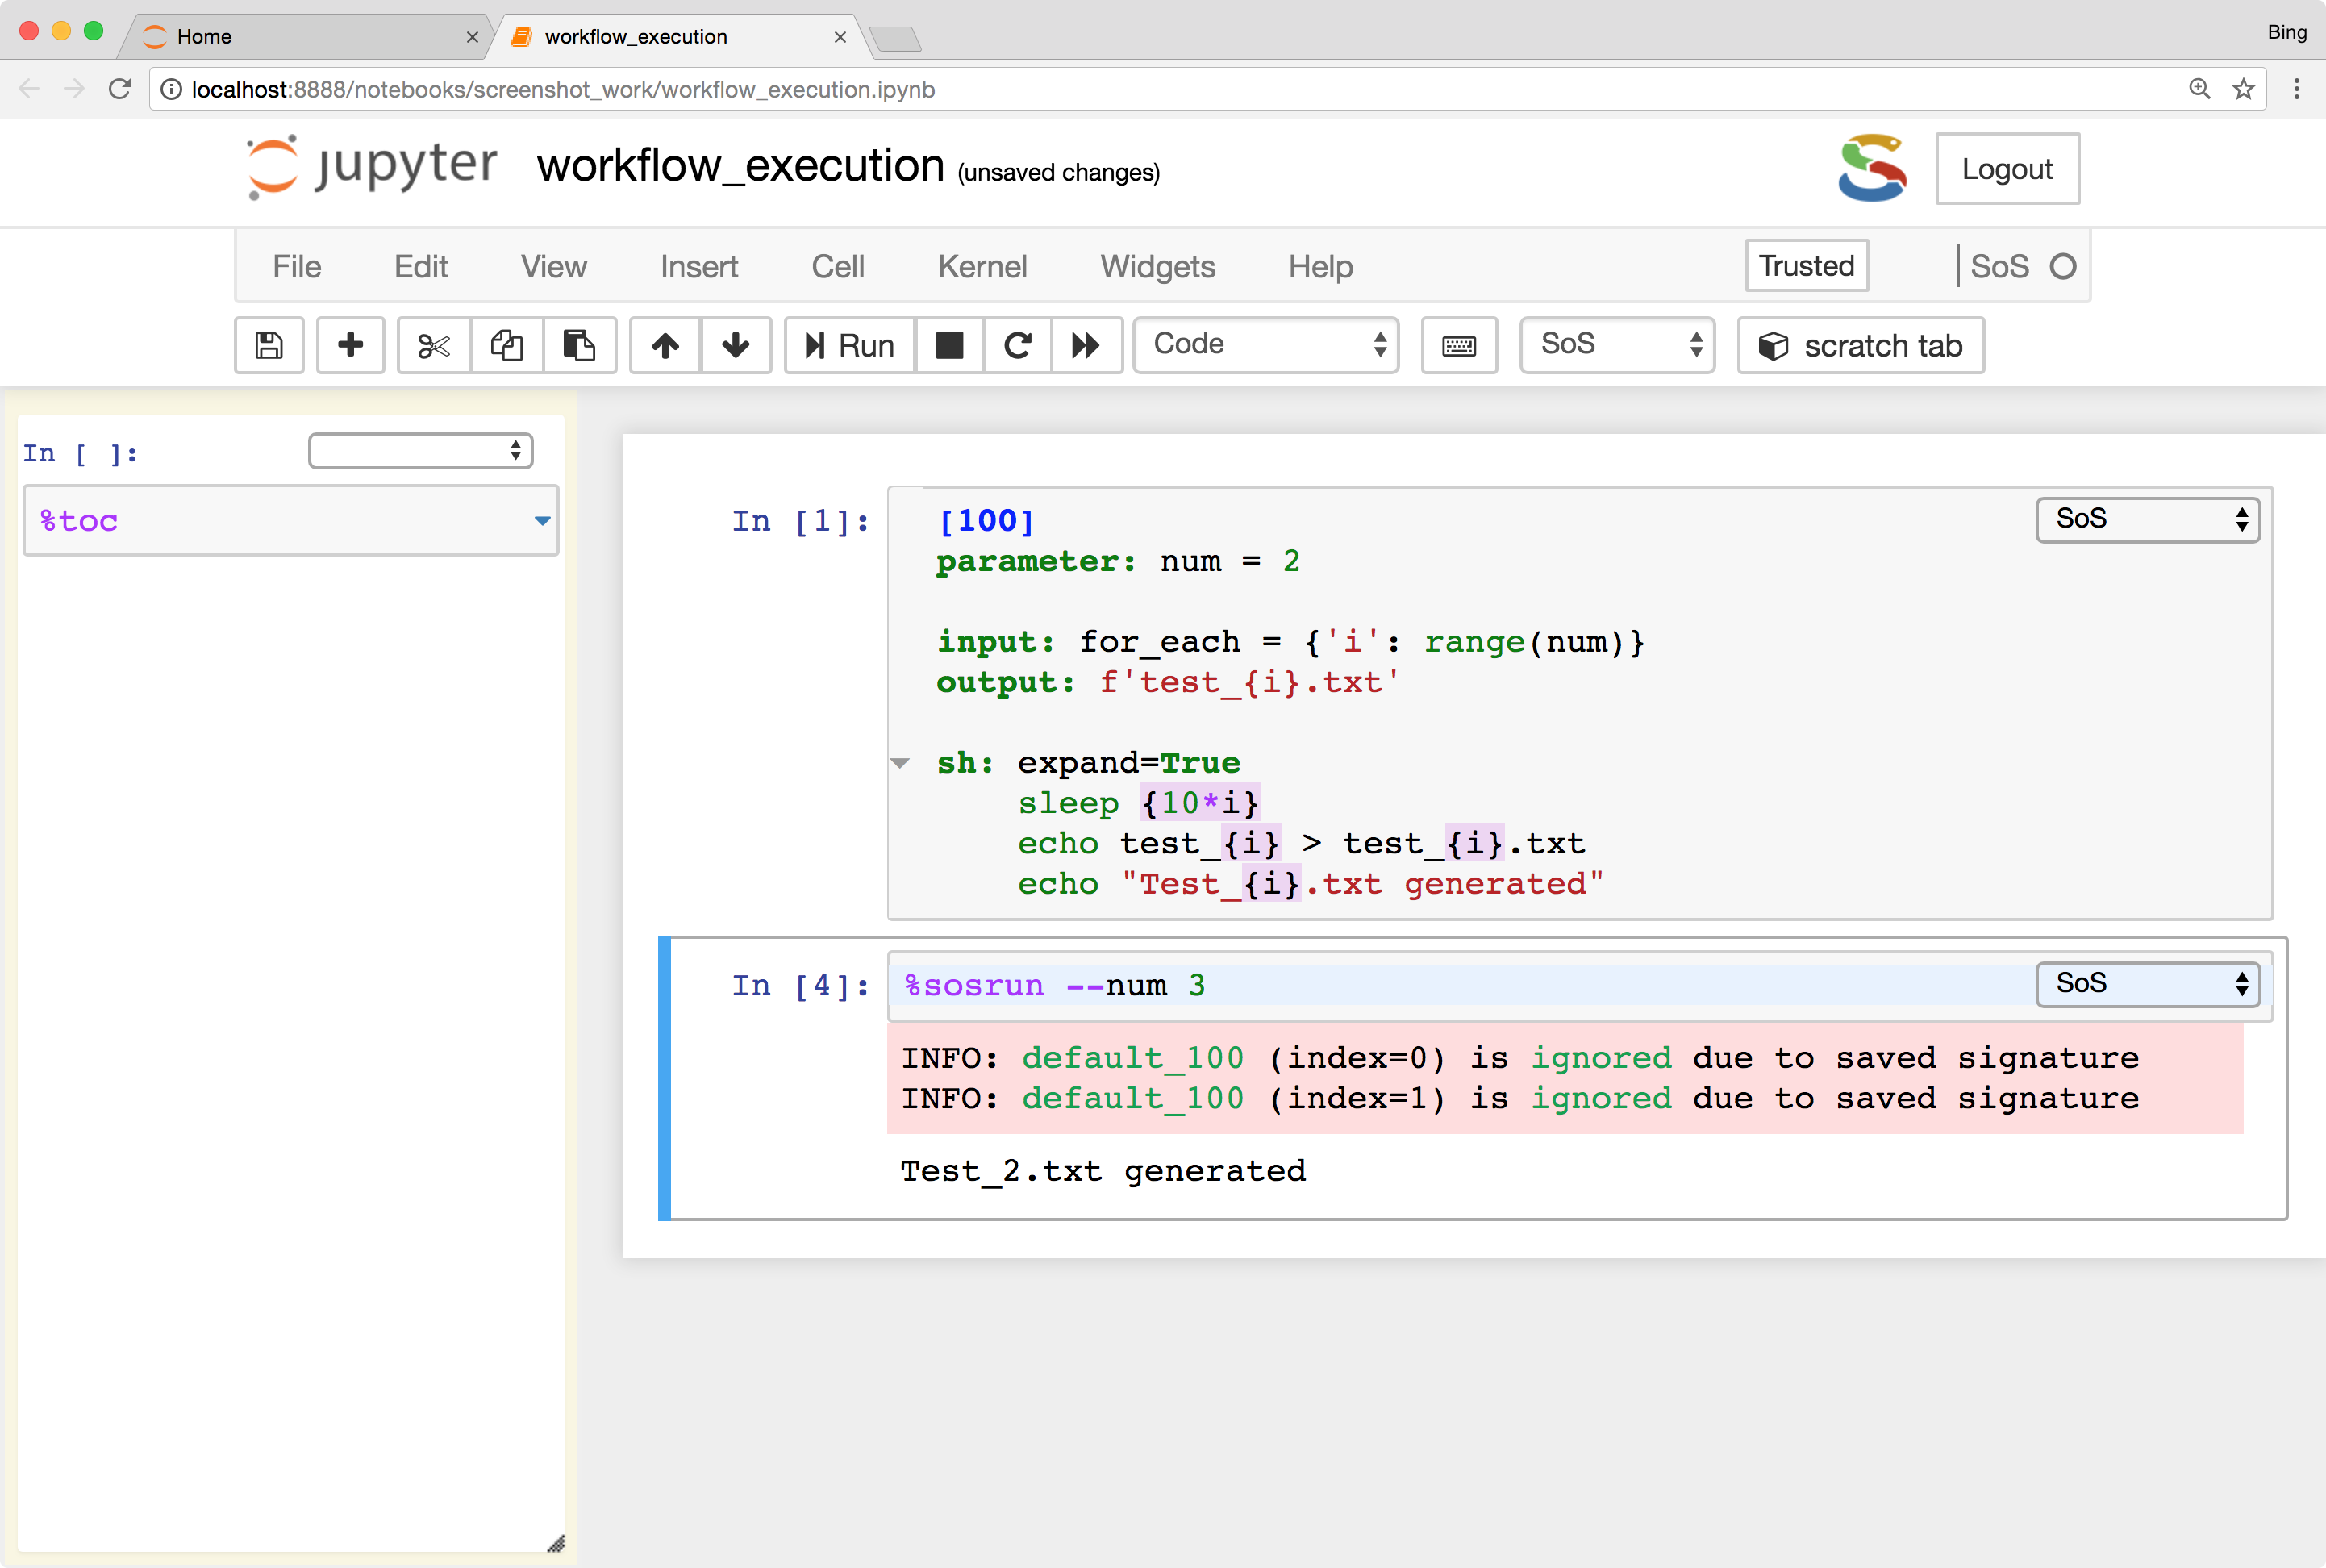 Home
workflow_execution
Bing
localhost:8888/notebooks/screenshot_work/workflow_execution.ipynb
jupyter workflow_execution (unsaved changes)
Logout
File Edit View Insert Cell Kernel Widgets Help Trusted SoS
Run Code SoS scratch tab
In [ ]:
%toc
In [1]: [100] SoS
parameter: num = 2
input: for_each = {'i': range(num)}
output: f'test_{i}.txt'
sh: expand=True
sleep {10*i}
echo test_{i} > test_{i}.txt
echo "Test_{i}.txt generated"
In [4]: %sosrun --num 3 SoS
INFO: default_100 (index=0) is ignored due to saved signature
INFO: default_100 (index=1) is ignored due to saved signature
Test_2.txt generated